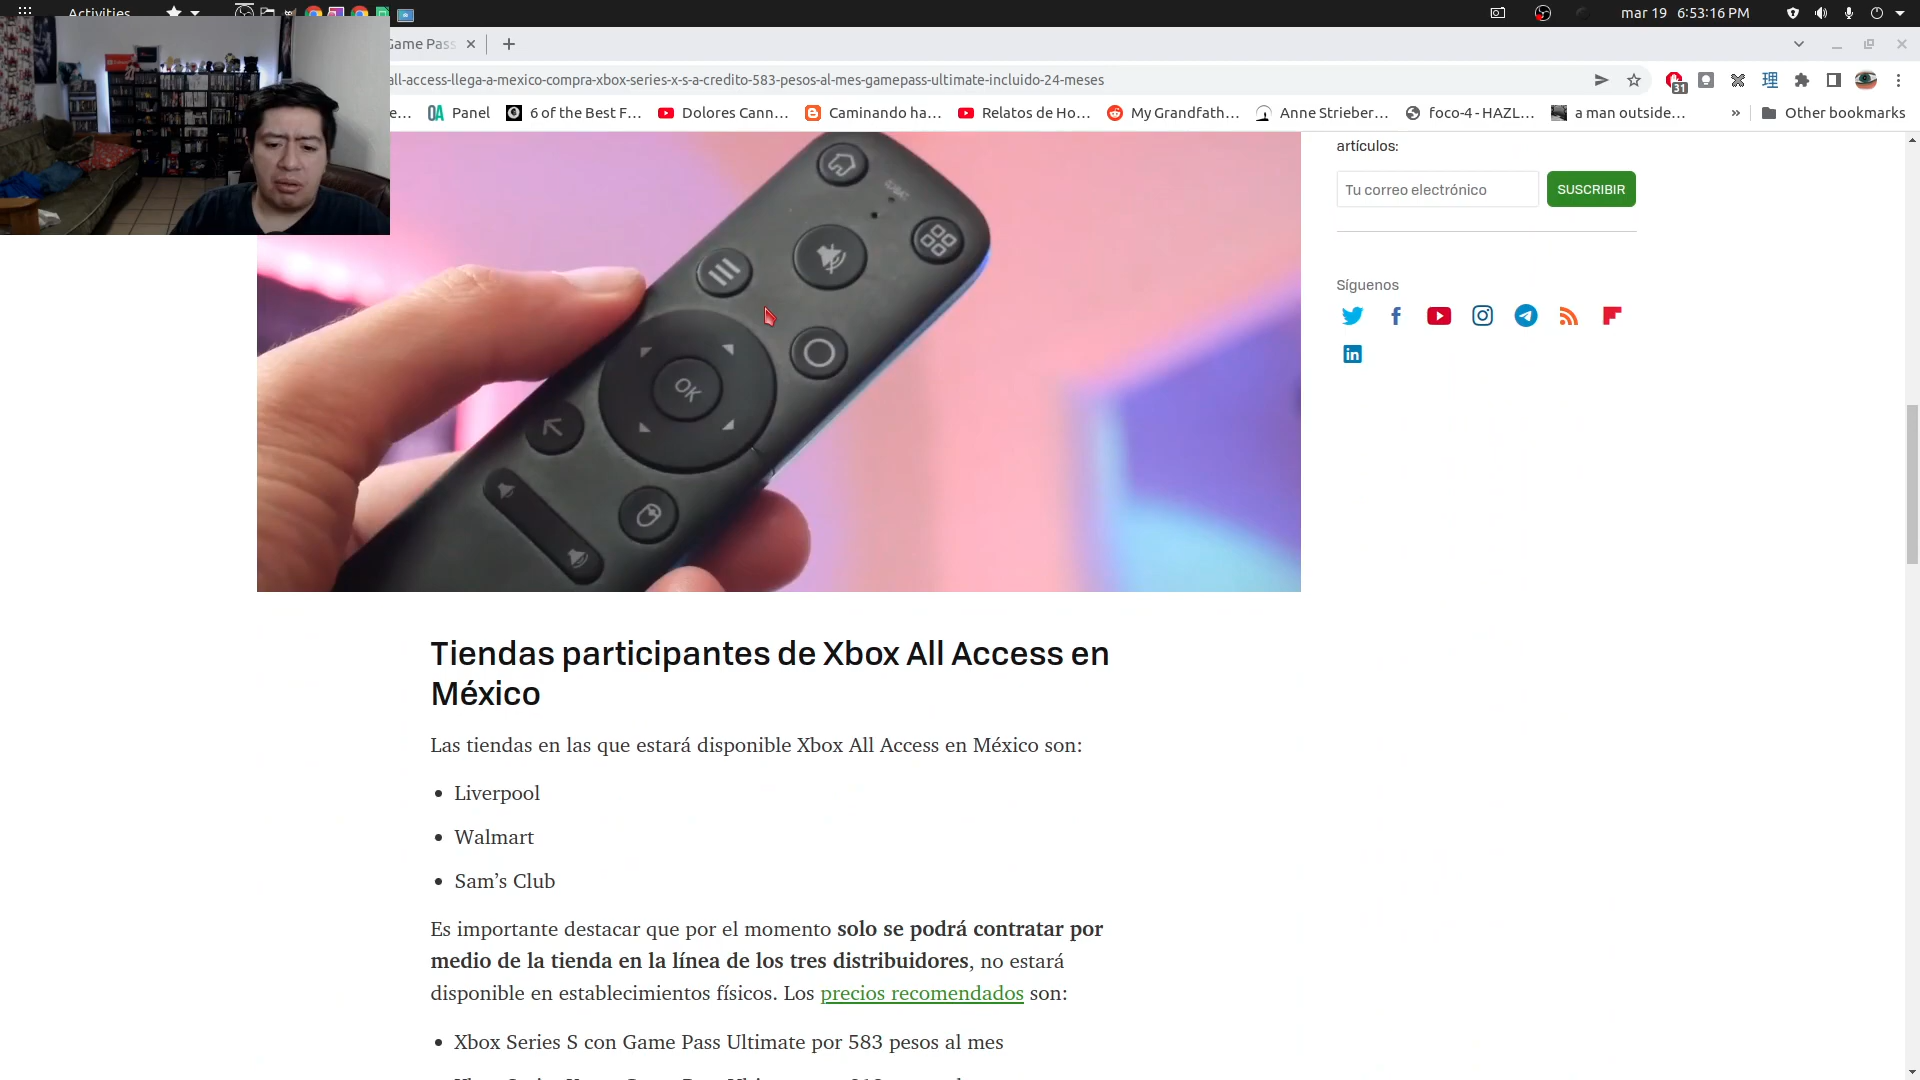 Activities
mar 19 6:53:16 PM
Game Pass
all-access-llega-a-mexico-compra-xbox-series-x-s-a-credito-583-pesos-al-mes-gamepass-ultimate-incluido-24-meses
31
e...
Panel
6 of the Best F...
Dolores Cann...
Caminando ha...
Relatos de Ho...
My Grandfath...
Anne Strieber...
foco-4 - HAZL...
a man outside...
»
Other bookmarks
artículos:
Tu correo electrónico
SUSCRIBIR
Síguenos
OK
Tiendas participantes de Xbox All Access en
México
Las tiendas en las que estará disponible Xbox All Access en México son:
• Liverpool
• Walmart
• Sam’s Club
Es importante destacar que por el momento solo se podrá contratar por
medio de la tienda en la línea de los tres distribuidores, no estará
disponible en establecimientos físicos. Los precios recomendados son:
• Xbox Series S con Game Pass Ultimate por 583 pesos al mes